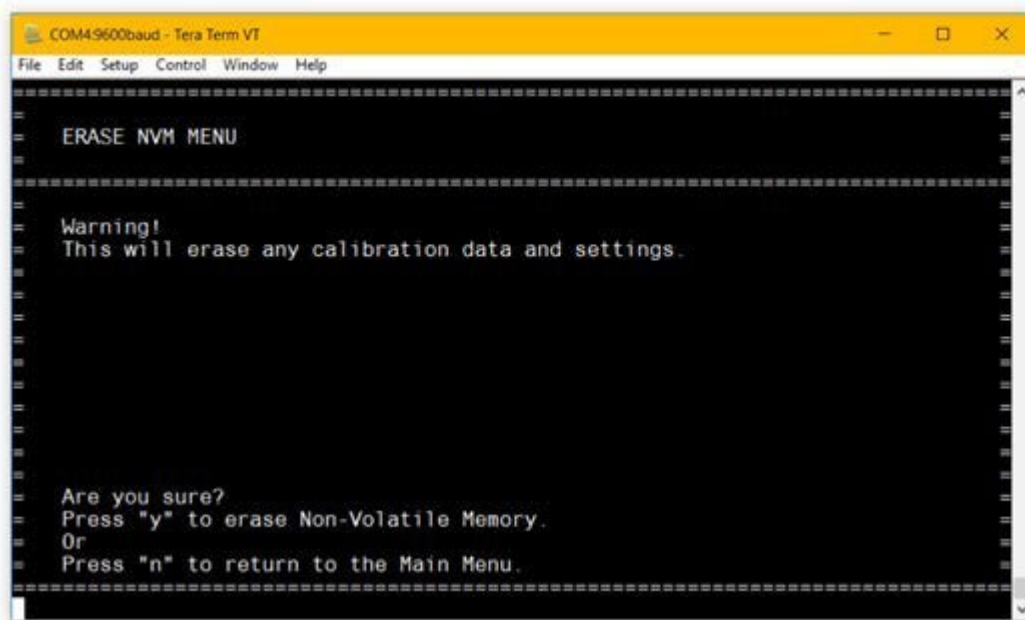 COM4:9600baud - Tera Term VT
File Edit Setup Control Window Help
ERASE NVM MENU
Warning!
This will erase any calibration data and settings.
Are you sure?
Press "y" to erase Non-Volatile Memory.
Or
Press "n" to return to the Main Menu.